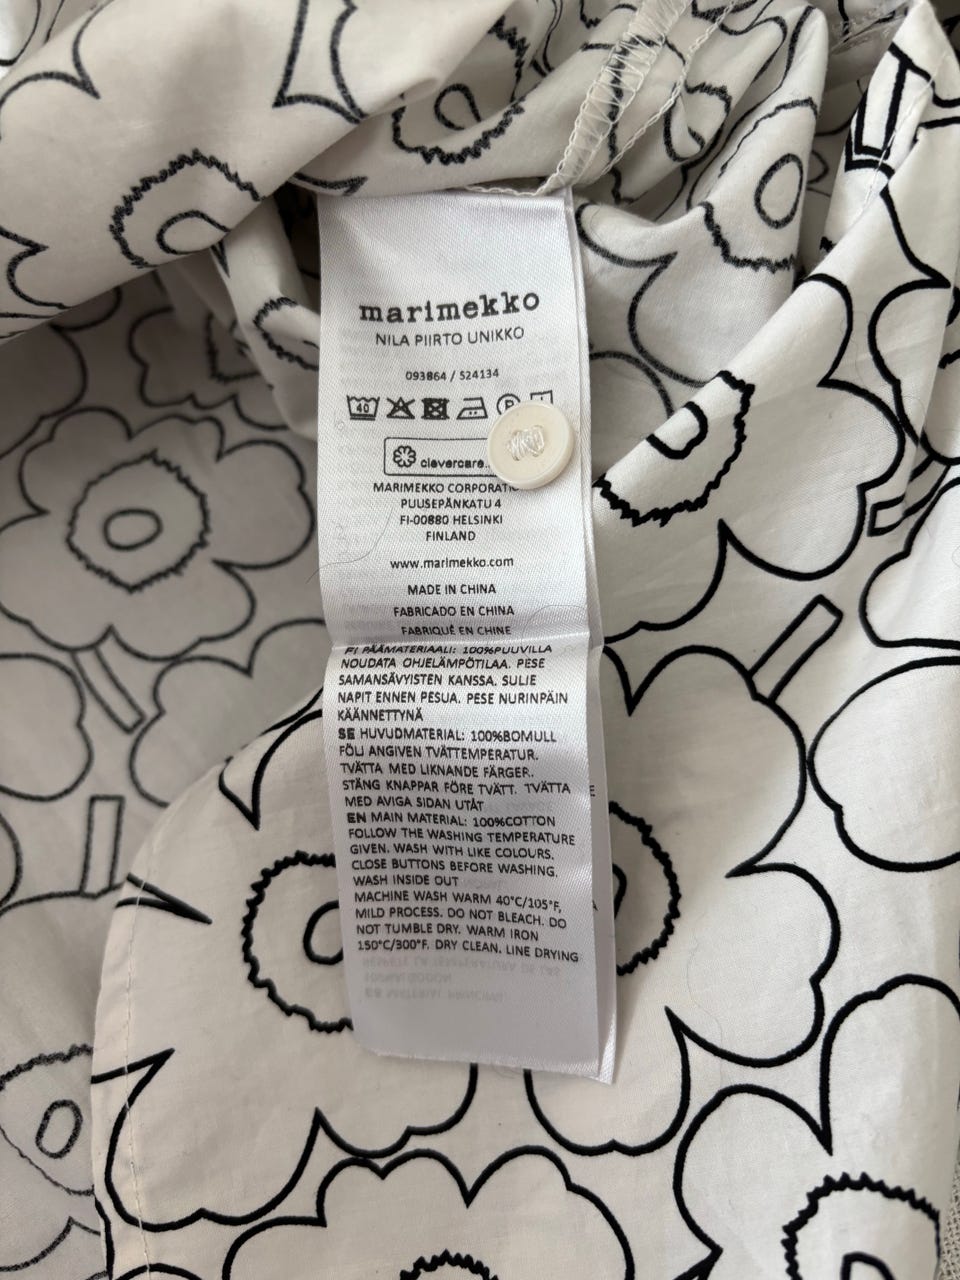 marimekko
NILA PIIRTO UNIKKO
093864 / 524134
40
P
clevercare.
MARIMEKKO CORPORATIO
PUUSEPÄNKATU 4
FI-00880 HELSINKI
FINLAND
www.marimekko.com
MADE IN CHINA
FABRICADO EN CHINA
FABRIQUÉ EN CHINE
FI PÄÄMATERIAALI: 100%PUUVILLA
NOUDATA OHJELÄMPÖTILAA. PESE
SAMANSÄVYISTEN KANSSA. SULJE
NAPIT ENNEN PESUA. PESE NURINPÄIN
KÄÄNNETTYNÄ
SE HUVUDMATERIAL: 100%BOMULL
FÖLJ ANGIVEN TVÄTTEMPERATUR.
TVÄTTA MED LIKNANDE FÄRGER.
STÄNG KNAPPAR FÖRE TVÄTT. TVÄTTA
MED AVIGA SIDAN UTÅT
EN MAIN MATERIAL: 100%COTTON
FOLLOW THE WASHING TEMPERATURE
GIVEN. WASH WITH LIKE COLOURS.
CLOSE BUTTONS BEFORE WASHING.
WASH INSIDE OUT
MACHINE WASH WARM 40°C/105°F,
MILD PROCESS. DO NOT BLEACH. DO
NOT TUMBLE DRY. WARM IRON
150°C/300°F. DRY CLEAN. LINE DRYING